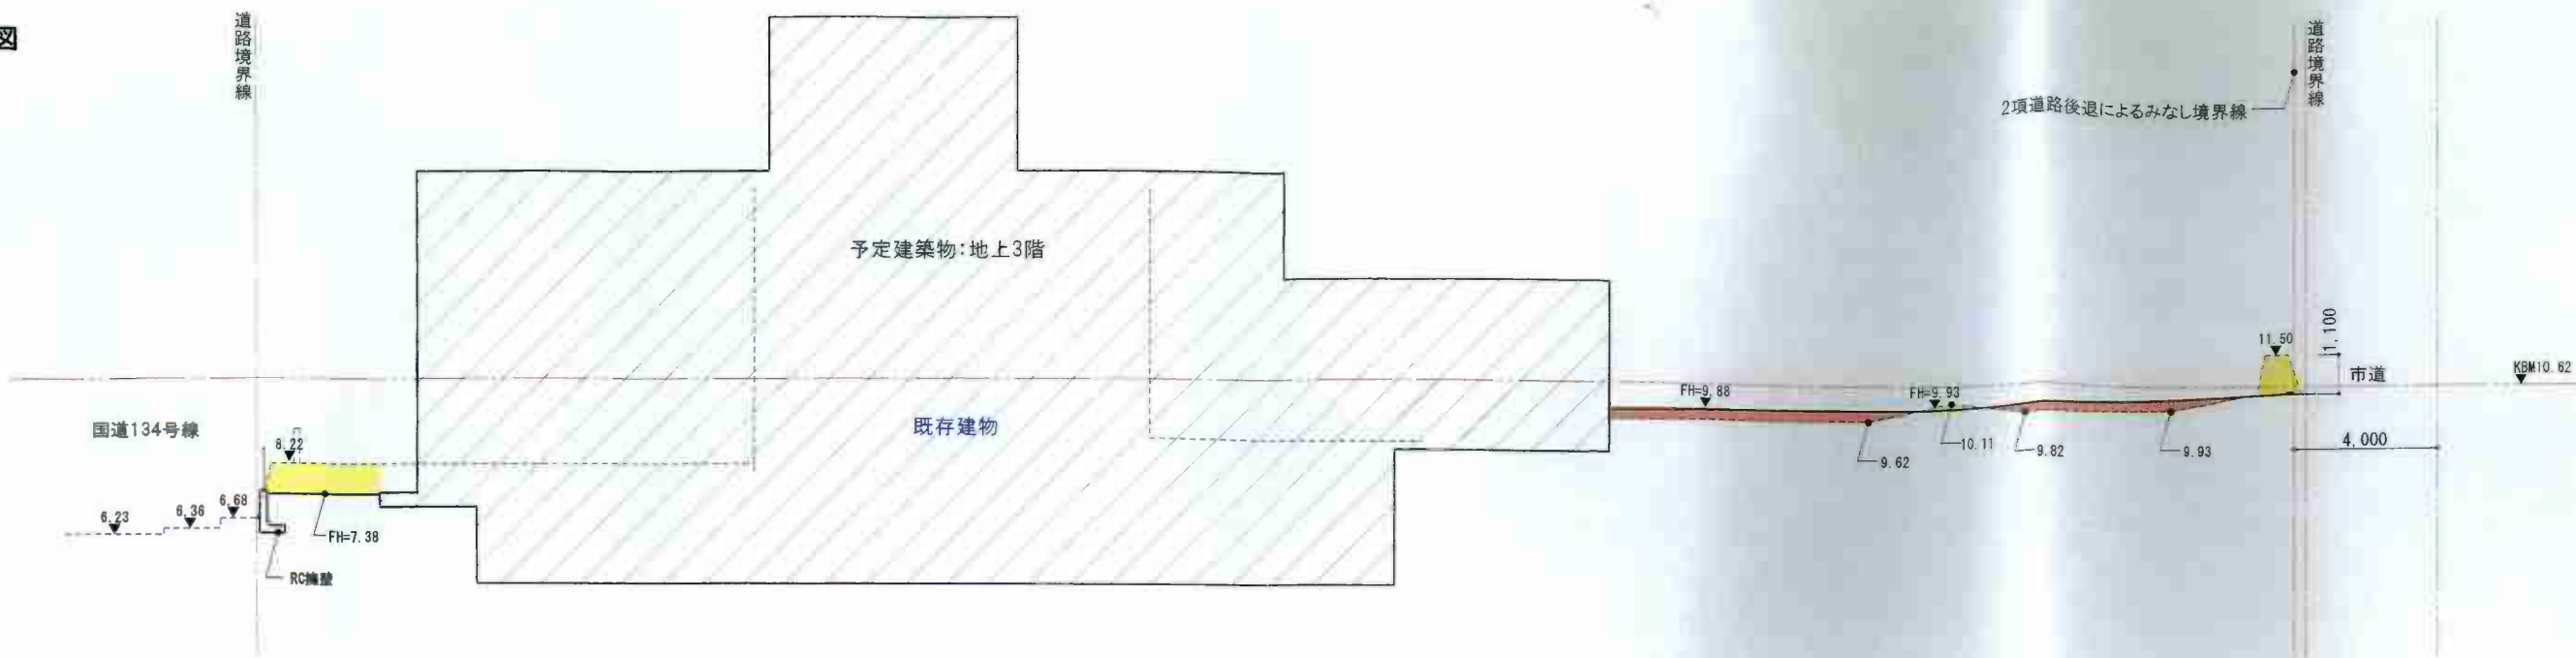 図
道路境界線
予定建築物：地上3階
既存建物
国道134号線
8.22
6.23
6.36
6.68
FH=7.38
RC擁壁
道路境界線
2項道路後退によるみなし境界線
FH=9.88
FH=9.93
9.62
10.11
9.82
9.93
11.50
1,100
市道
KBM10.62
4,000